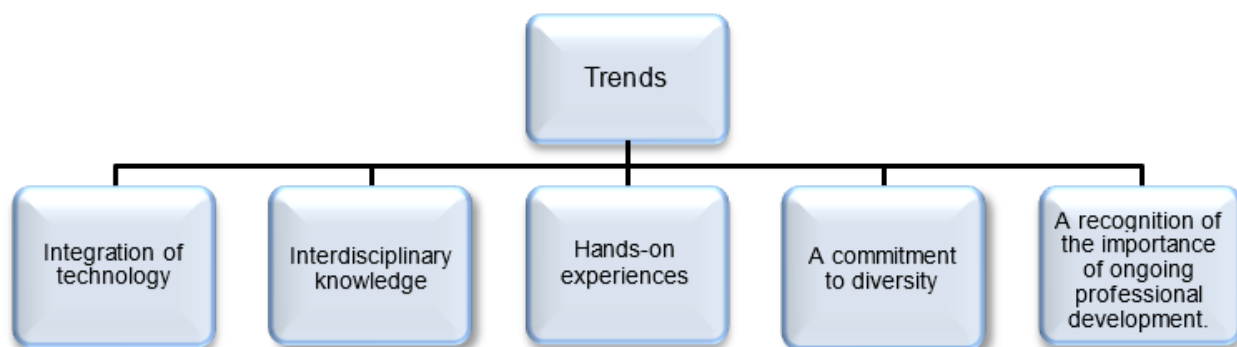 Trends
Integration of
technology
Interdisciplinary
knowledge
Hands-on
experiences
A commitment
to diversity
A recognition of
the importance
of ongoing
professional
development.